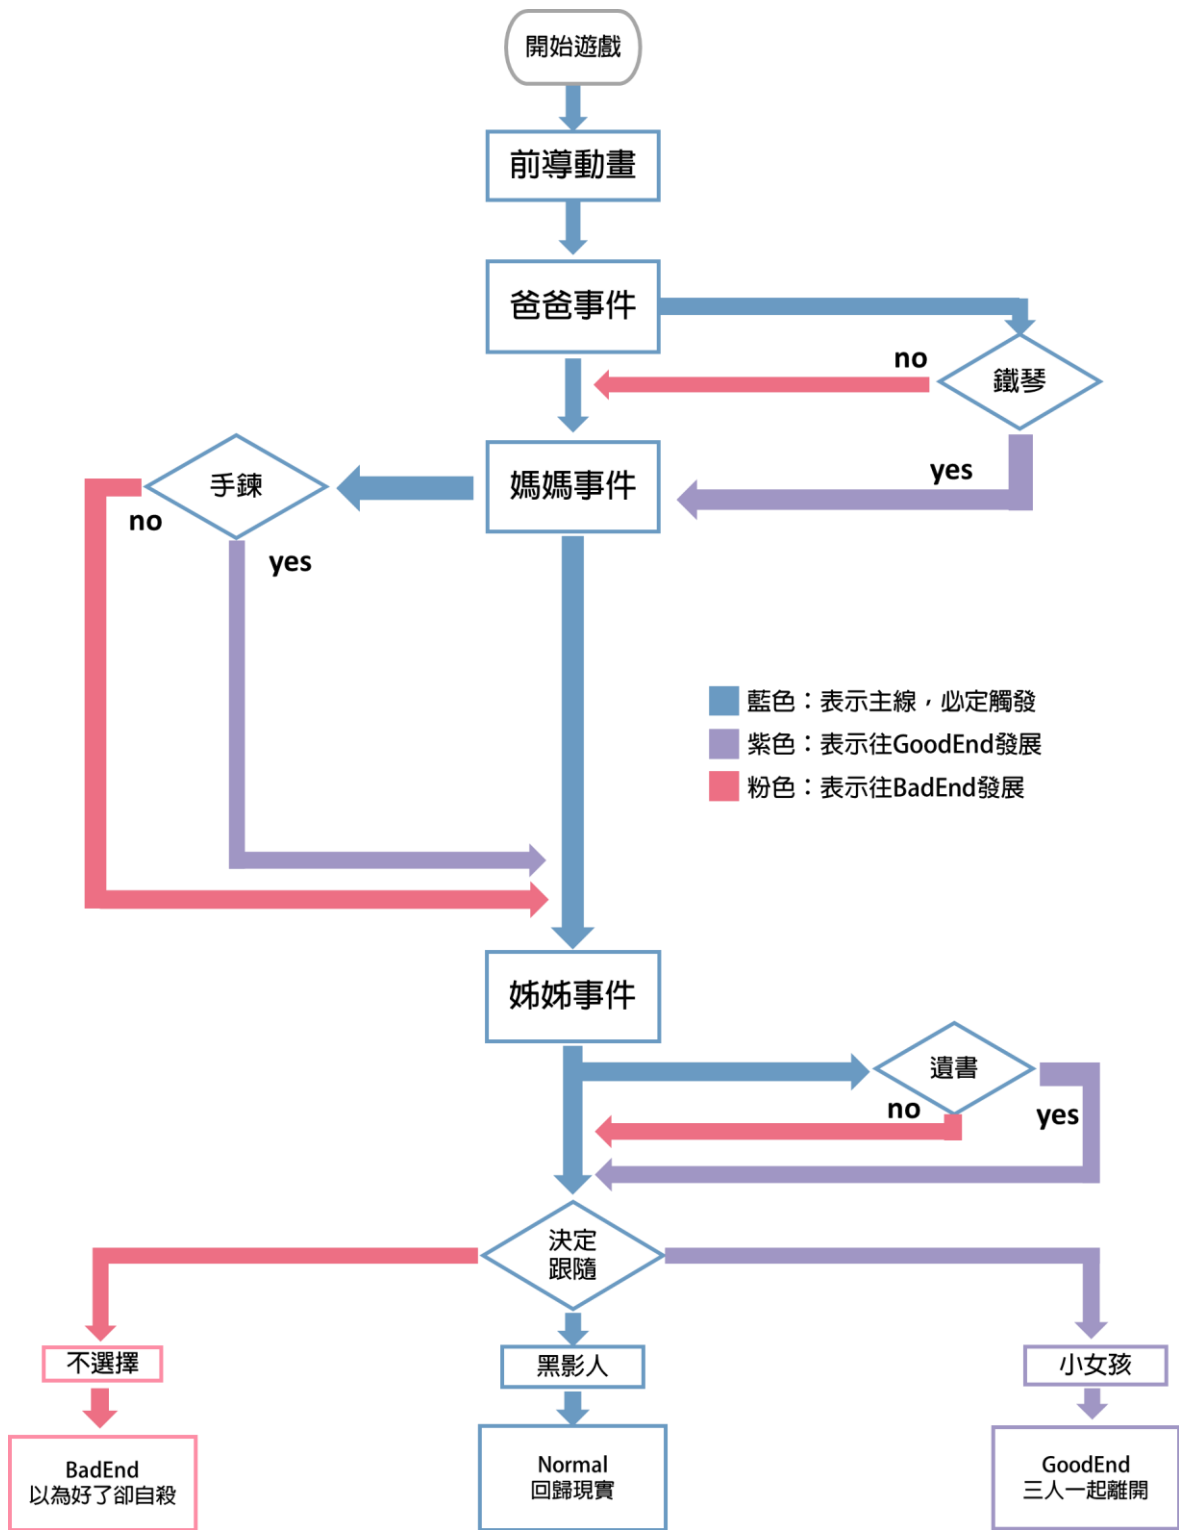 開始遊戲
前導動畫
爸爸事件
no
鐵琴
yes
媽媽事件
手鍊
no
yes
藍色：表示主線，必定觸發
紫色：表示往GoodEnd發展
粉色：表示往BadEnd發展
姊姊事件
遺書
no
yes
決定
跟隨
不選擇
黑影人
小女孩
BadEnd
以為好了卻自殺
Normal
回歸現實
GoodEnd
三人一起離開